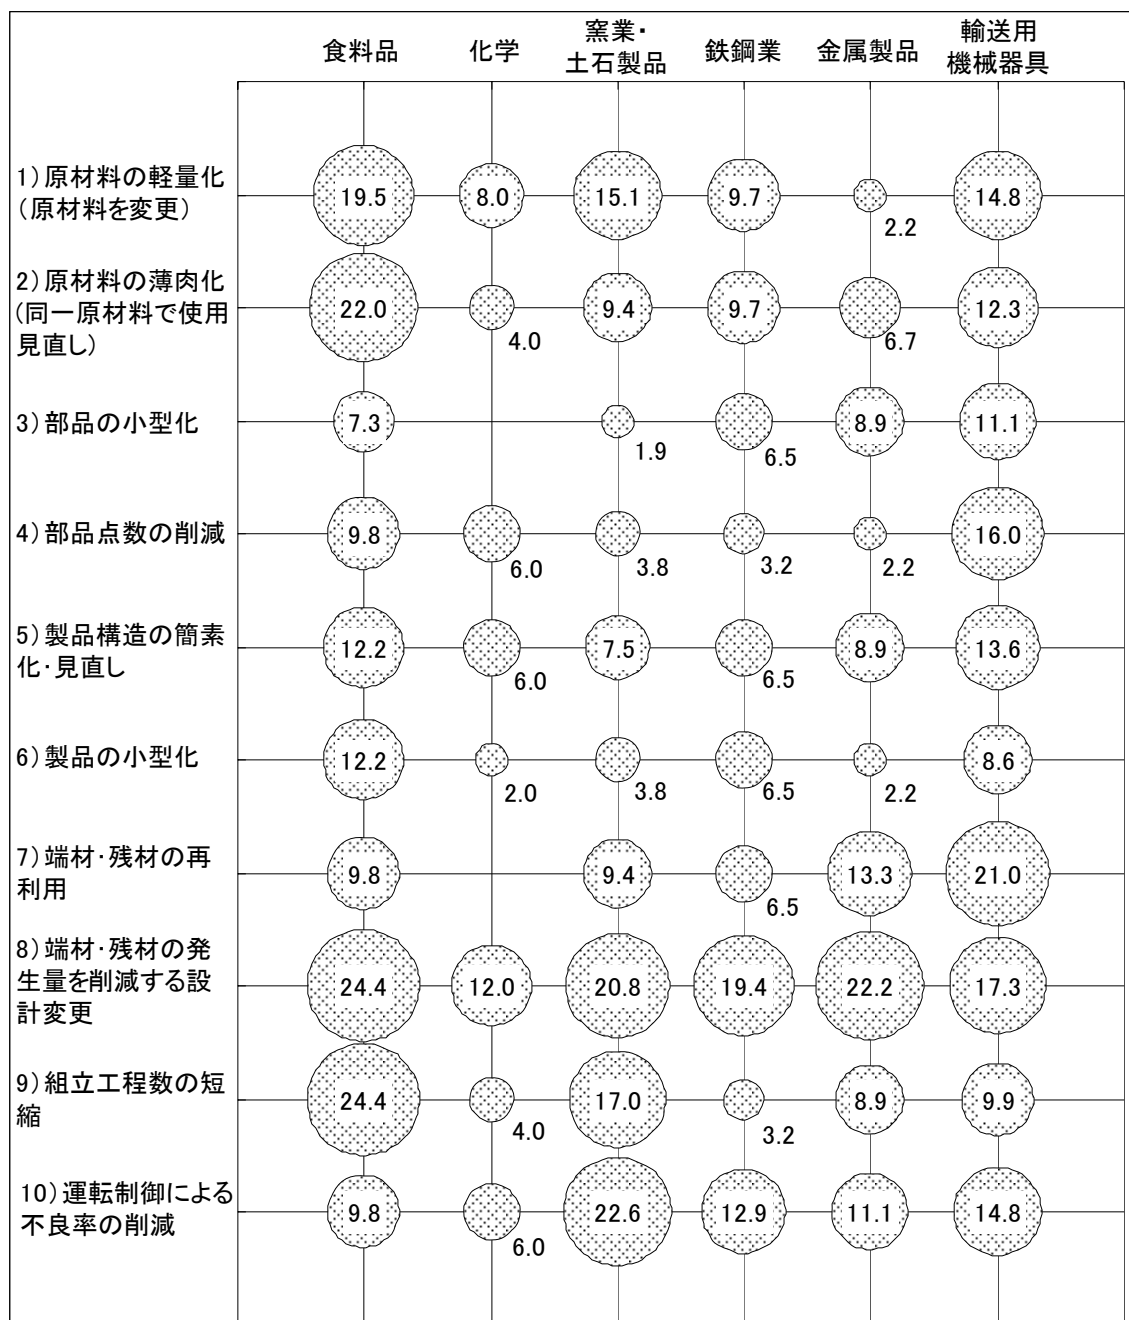 食料品 化学 窯業・土石製品 鉄鋼業 金属製品 輸送用機械器具
1）原材料の軽量化
（原材料を変更）
19.5 8.0 15.1 9.7 2.2 14.8
2）原材料の薄肉化
（同一原材料で使用
見直し）
22.0 4.0 9.4 9.7 6.7 12.3
3）部品の小型化
7.3 1.9 6.5 8.9 11.1
4）部品点数の削減
9.8 6.0 3.8 3.2 2.2 16.0
5）製品構造の簡素
化・見直し
12.2 6.0 7.5 6.5 8.9 13.6
6）製品の小型化
12.2 2.0 3.8 6.5 2.2 8.6
7）端材・残材の再
利用
9.8 9.4 6.5 13.3 21.0
8）端材・残材の発
生量を削減する設
計変更
24.4 12.0 20.8 19.4 22.2 17.3
9）組立工程数の短
縮
24.4 4.0 17.0 3.2 8.9 9.9
10）運転制御による
不良率の削減
9.8 6.0 22.6 12.9 11.1 14.8